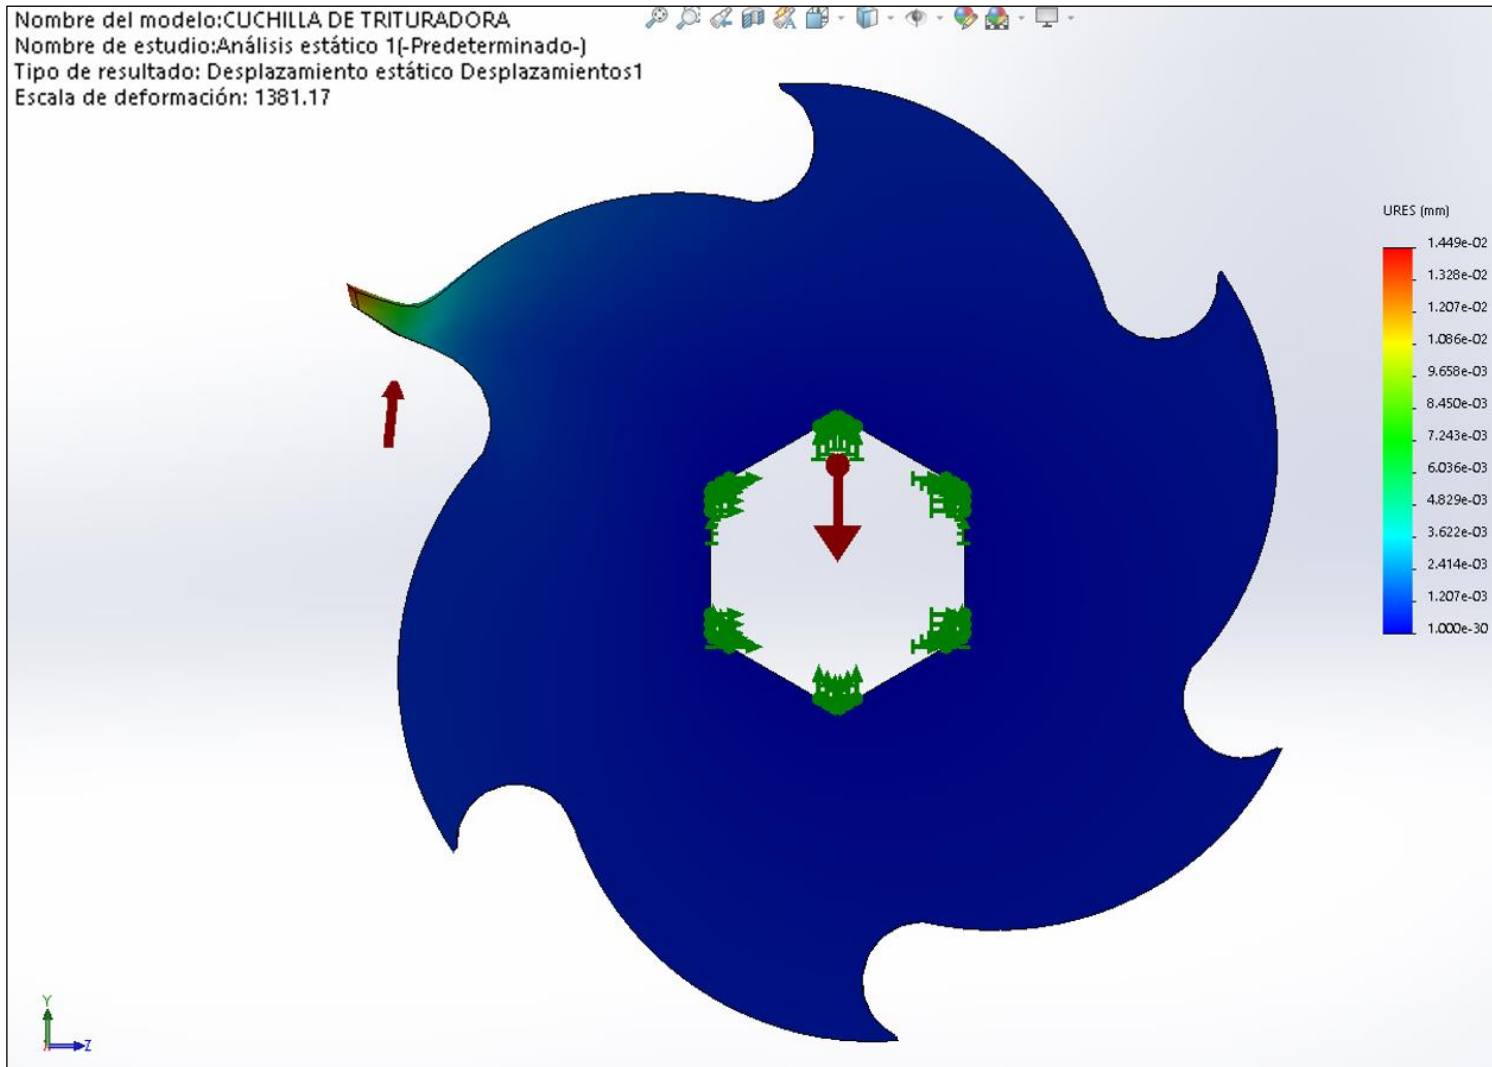 Nombre del modelo:CUCHILLA DE TRITURADORA
Nombre de estudio:Análisis estático 1(-Predeterminado-)
Tipo de resultado: Desplazamiento estático Desplazamientos1
Escala de deformación: 1381.17
URES (mm)
1.449e-02
1.328e-02
1.207e-02
1.086e-02
9.658e-03
8.450e-03
7.243e-03
6.036e-03
4.829e-03
3.622e-03
2.414e-03
1.207e-03
1.000e-30
Y
Z